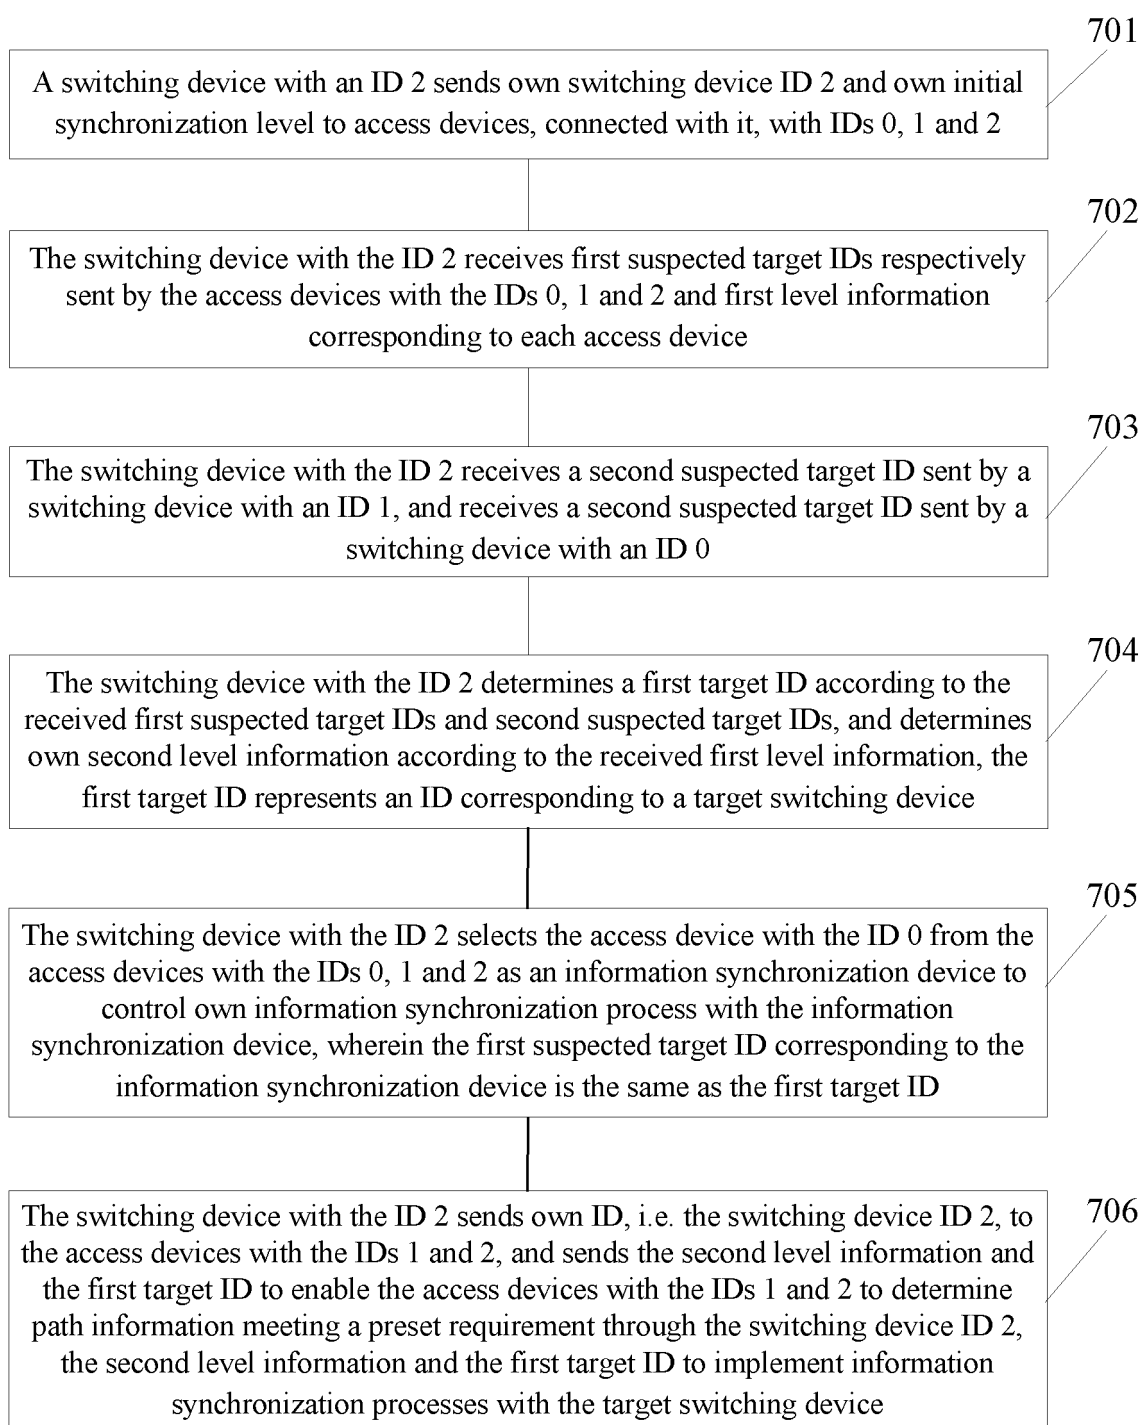 701
A switching device with an ID 2 sends own switching device ID 2 and own initial
synchronization level to access devices, connected with it, with IDs 0, 1 and 2
702
The switching device with the ID 2 receives first suspected target IDs respectively
sent by the access devices with the IDs 0, 1 and 2 and first level information
corresponding to each access device
703
The switching device with the ID 2 receives a second suspected target ID sent by a
switching device with an ID 1, and receives a second suspected target ID sent by a
switching device with an ID 0
704
The switching device with the ID 2 determines a first target ID according to the
received first suspected target IDs and second suspected target IDs, and determines
own second level information according to the received first level information, the
first target ID represents an ID corresponding to a target switching device
705
The switching device with the ID 2 selects the access device with the ID 0 from the
access devices with the IDs 0, 1 and 2 as an information synchronization device to
control own information synchronization process with the information
synchronization device, wherein the first suspected target ID corresponding to the
information synchronization device is the same as the first target ID
706
The switching device with the ID 2 sends own ID, i.e. the switching device ID 2, to
the access devices with the IDs 1 and 2, and sends the second level information and
the first target ID to enable the access devices with the IDs 1 and 2 to determine
path information meeting a preset requirement through the switching device ID 2,
the second level information and the first target ID to implement information
synchronization processes with the target switching device